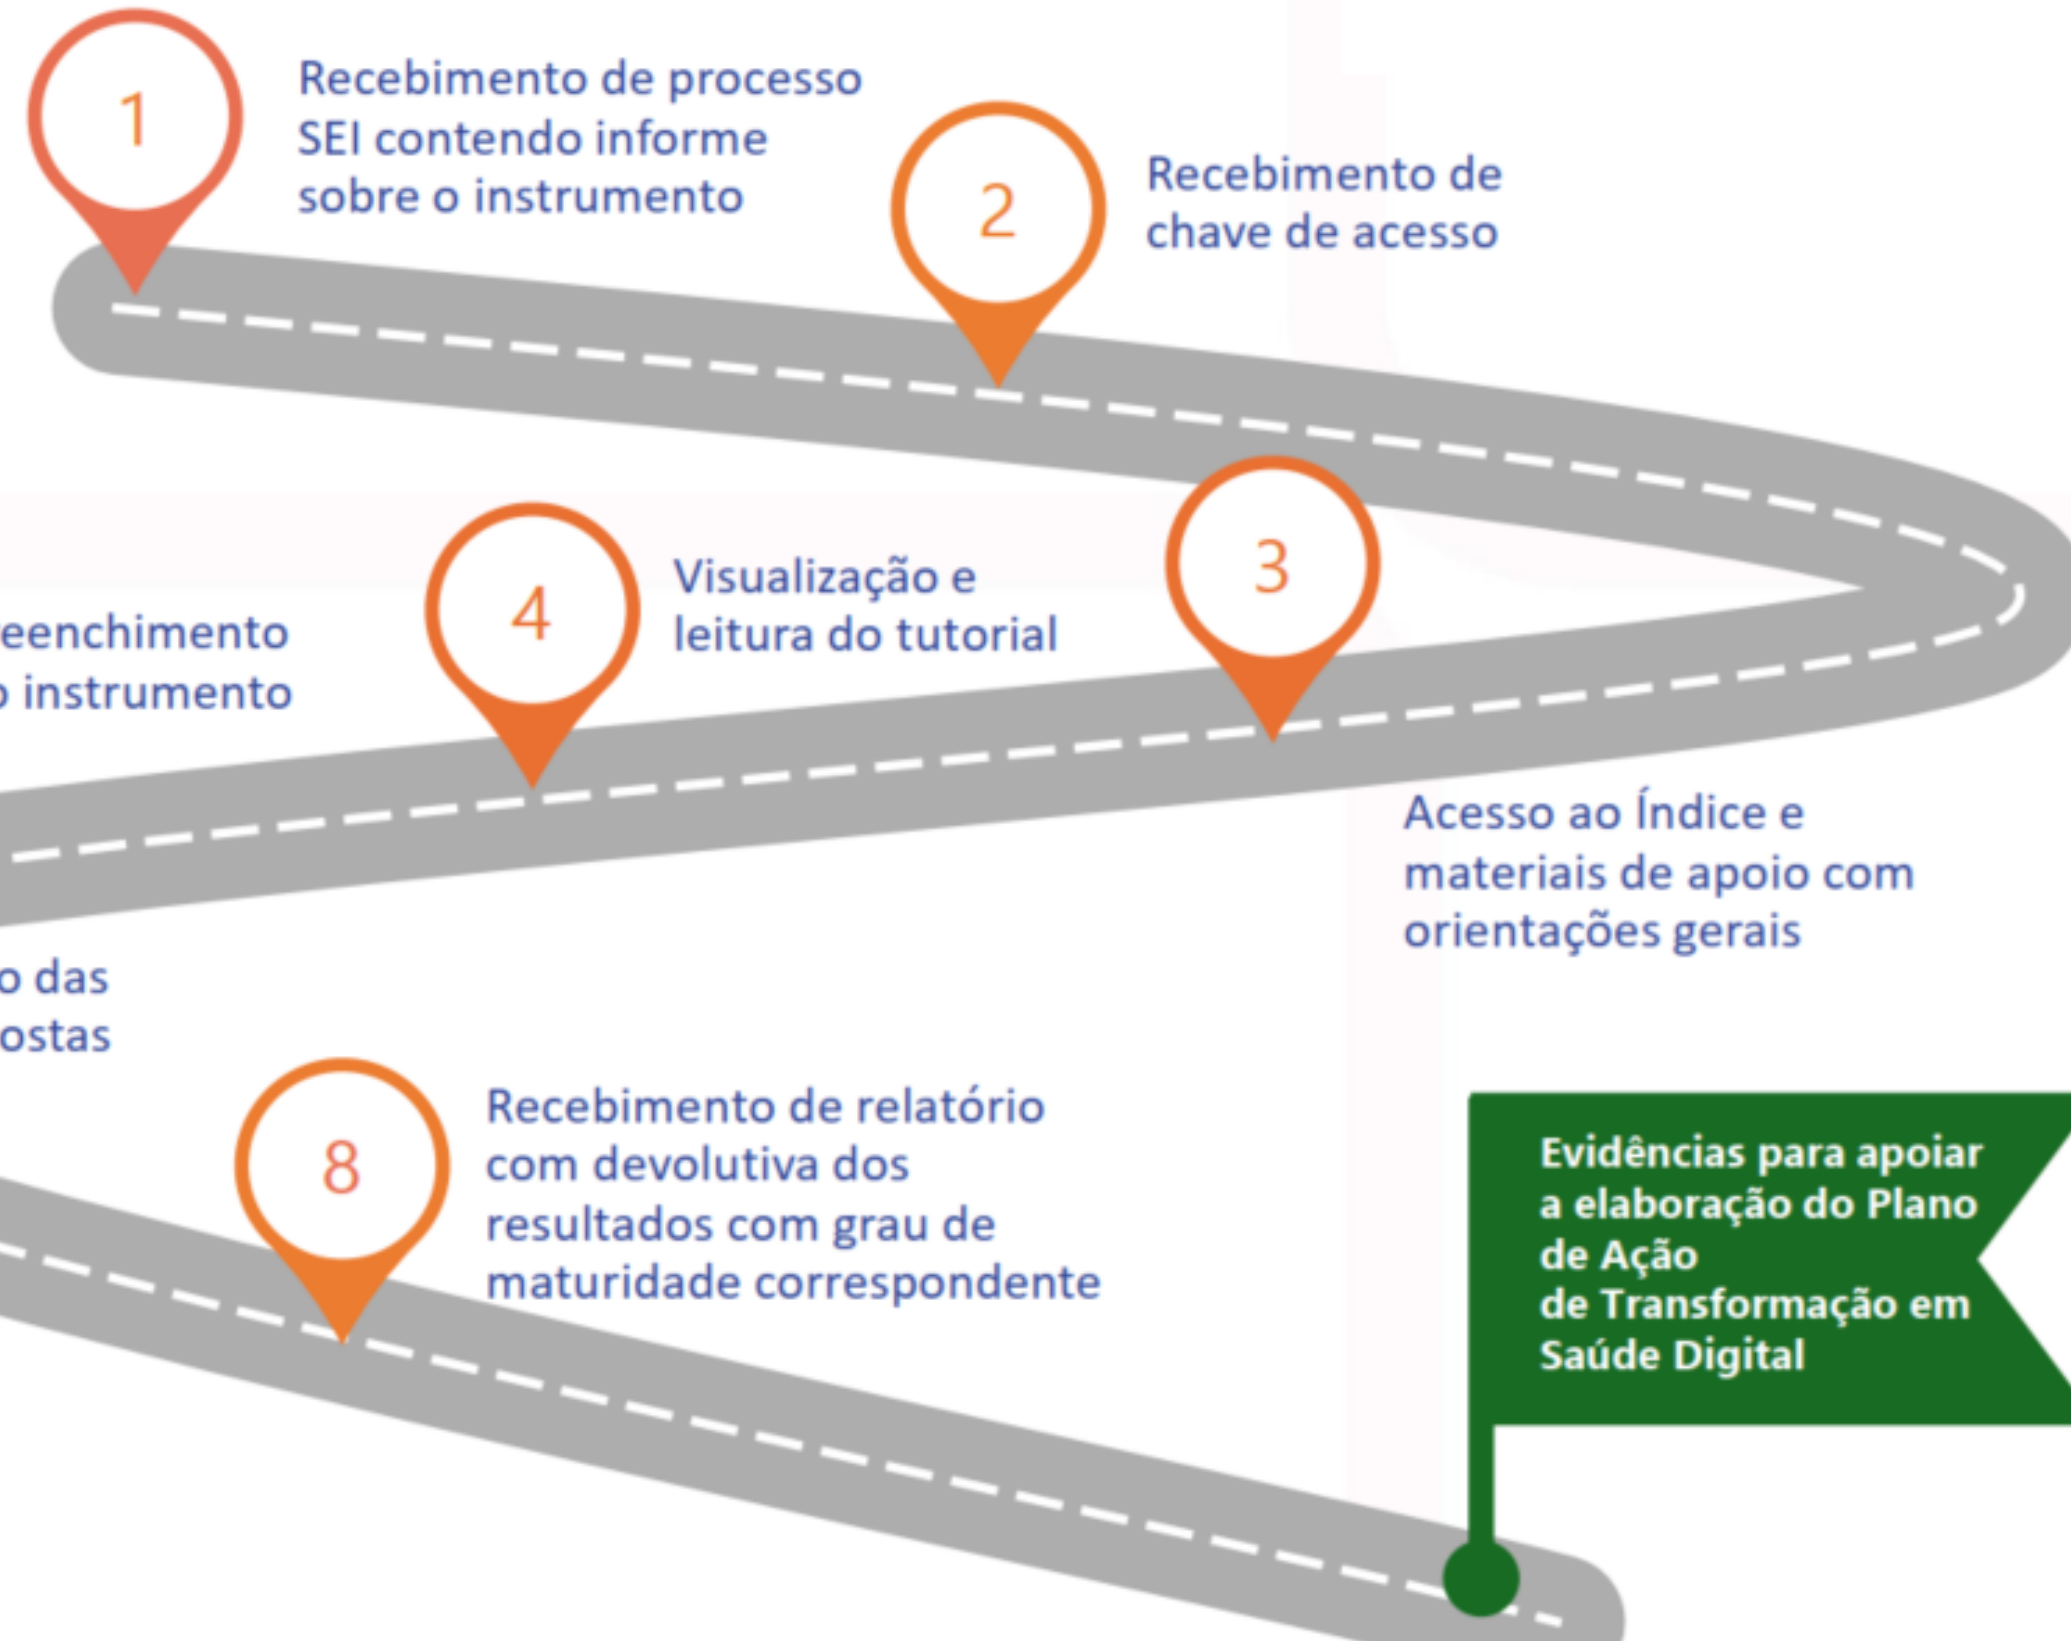 1
Recebimento de processo
SEI contendo informe
sobre o instrumento
2
Recebimento de
chave de acesso
3
Acesso ao Índice e
materiais de apoio com
orientações gerais
4
Visualização e
leitura do tutorial
instrumento
das
8
Recebimento de relatório
com devolutiva dos
resultados com grau de
maturidade correspondente
Evidências para apoiar
a elaboração do Plano
de Ação
de Transformação em
Saúde Digital